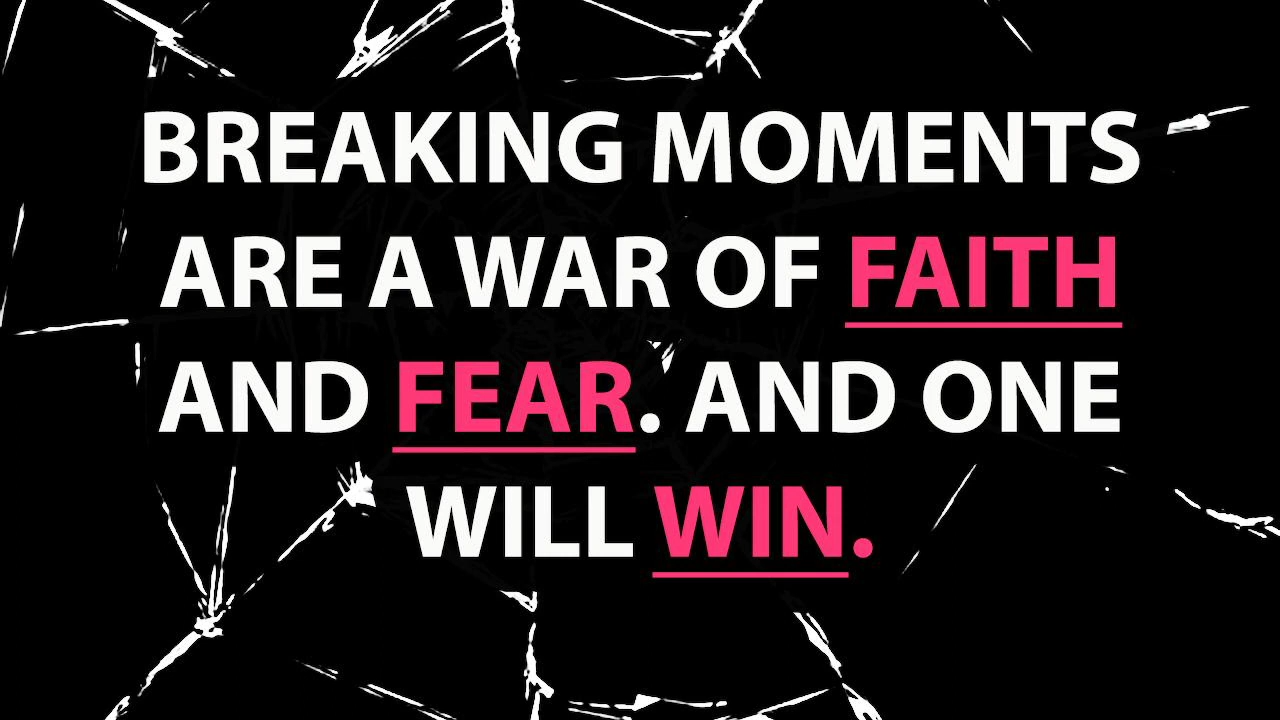 BREAKING MOMENTS
ARE A WAR OF FAITH
AND FEAR. AND ONE
WILL WIN.